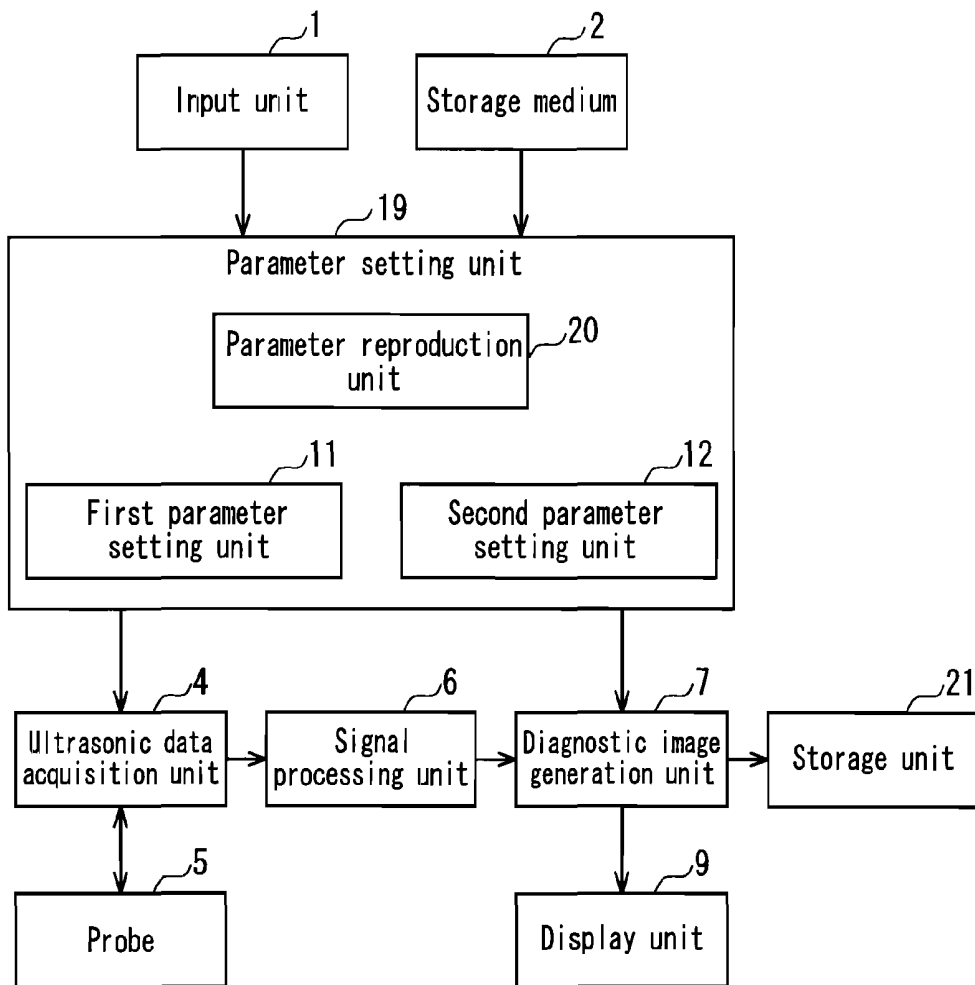 1
2
Input unit
Storage medium
19
Parameter setting unit
20
Parameter reproduction
unit
11
12
First parameter
setting unit
Second parameter
setting unit
4
6
7
21
Ultrasonic data
acquisition unit
Signal
processing unit
Diagnostic image
generation unit
Storage unit
5
9
Probe
Display unit